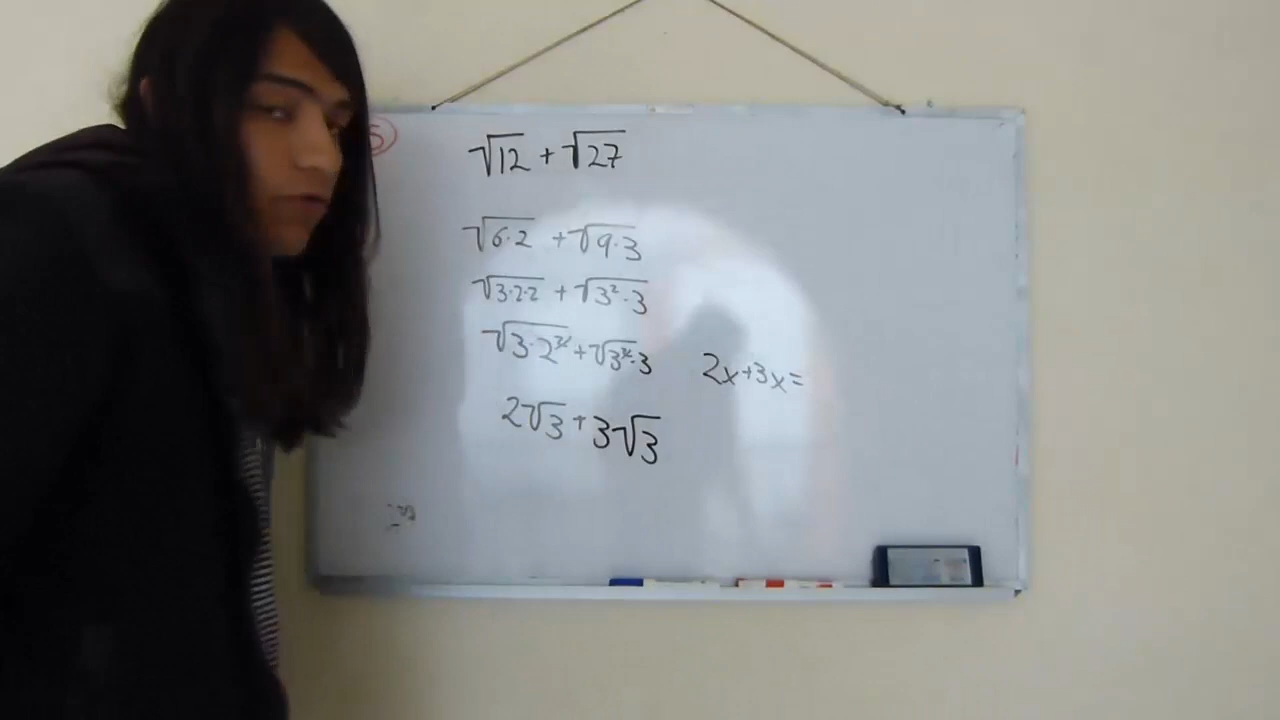 5
√12 + √27
√6·2 + √9·3
√3·2·2 + √3²·3
√3·2² + √3²·3
2x+3x=
2√3 + 3√3